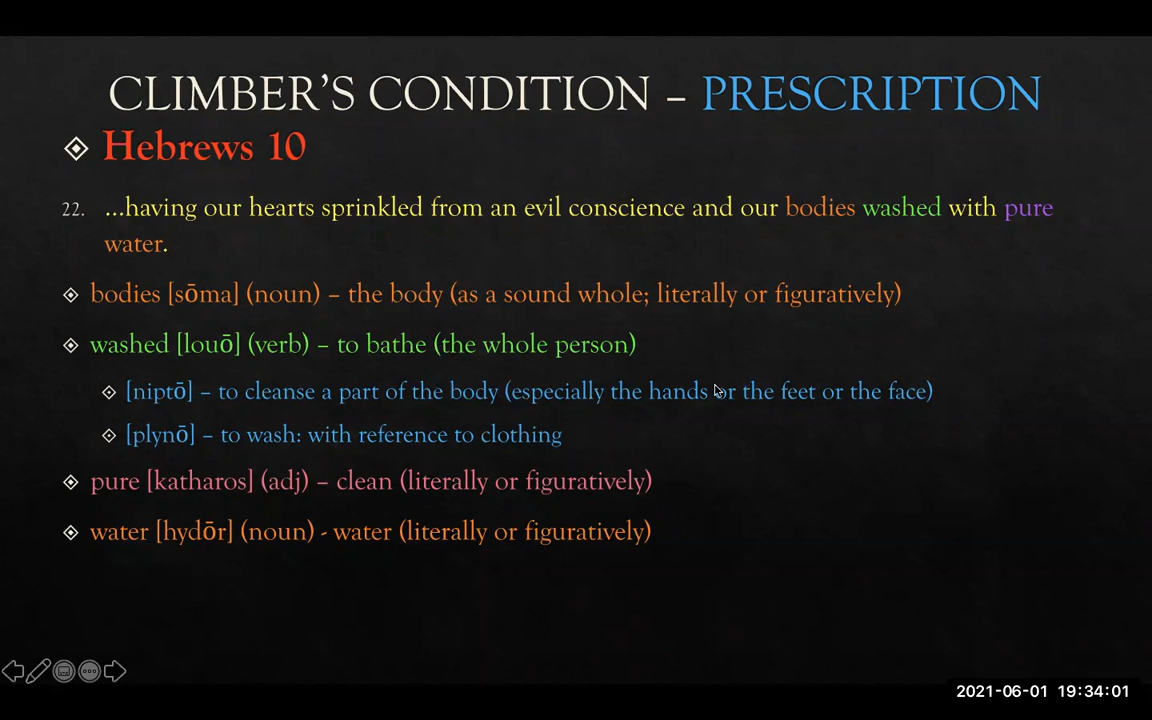 CLIMBER’S CONDITION – PRESCRIPTION
Hebrews 10
22. …having our hearts sprinkled from an evil conscience and our bodies washed with pure
water.
bodies [sōma] (noun) – the body (as a sound whole; literally or figuratively)
washed [louō] (verb) – to bathe (the whole person)
[niptō] – to cleanse a part of the body (especially the hands or the feet or the face)
[plynō] – to wash: with reference to clothing
pure [katharos] (adj) – clean (literally or figuratively)
water [hydōr] (noun) - water (literally or figuratively)
2021-06-01 19:34:01